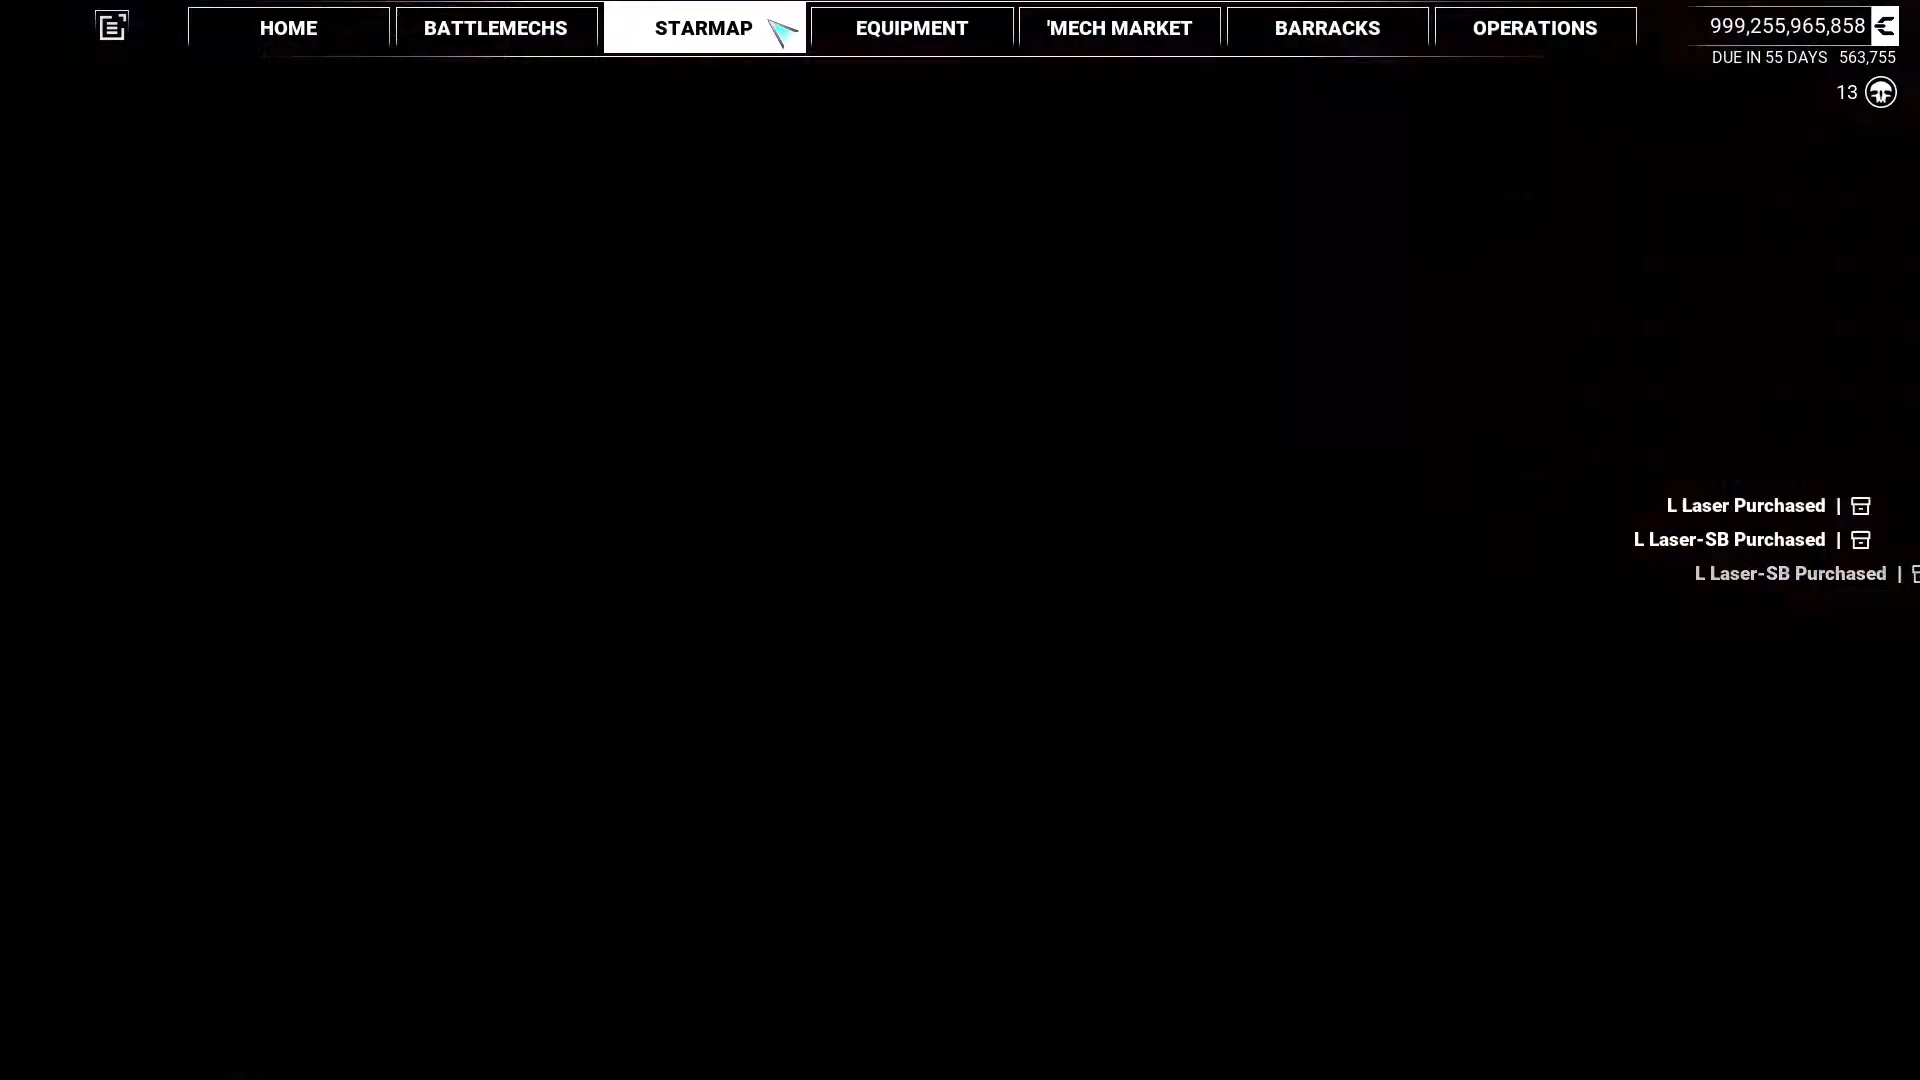 HOME
BATTLEMECHS
STARMAP
EQUIPMENT
'MECH MARKET
BARRACKS
OPERATIONS
999,255,965,858
DUE IN 55 DAYS 563,755
13
L Laser Purchased |
L Laser-SB Purchased |
L Laser-SB Purchased |